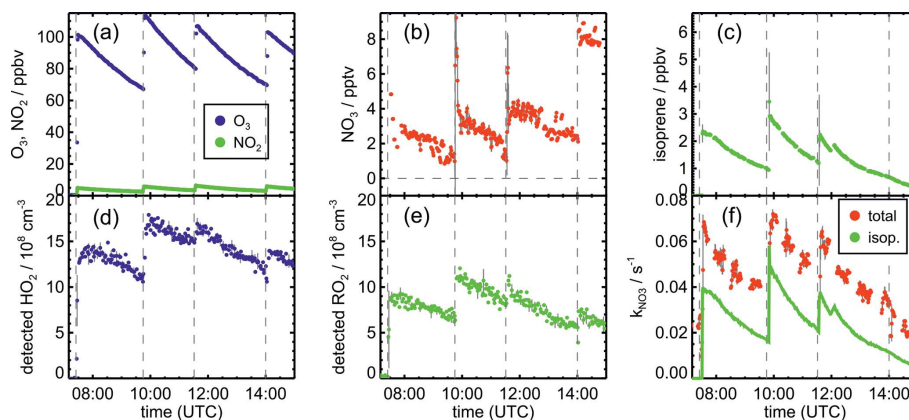 (a)
O3, NO2 / ppbv
100
80
60
40
20
0
O3
NO2
(b)
NO3 / pptv
8
6
4
2
0
(c)
isoprene / ppbv
6
5
4
3
2
1
0
(d)
detected HO2 / 10^8 cm^-3
20
15
10
5
0
08:00 10:00 12:00 14:00
time (UTC)
(e)
detected RO2 / 10^8 cm^-3
20
15
10
5
0
08:00 10:00 12:00 14:00
time (UTC)
(f)
total
isop.
kNO3 / s^-1
0.08
0.06
0.04
0.02
0.00
08:00 10:00 12:00 14:00
time (UTC)